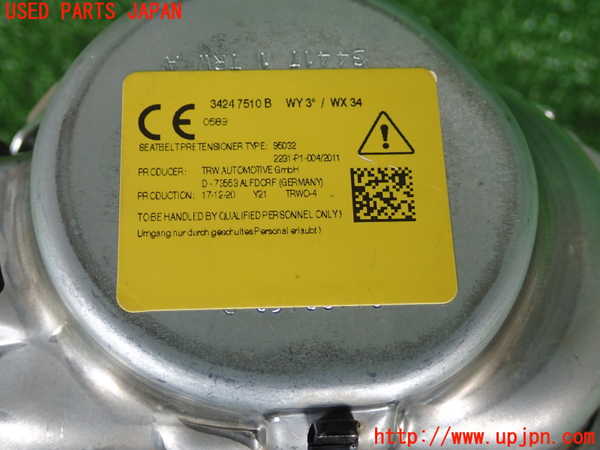 USED PARTS JAPAN
3424 7510 B WY 3* / WX 34
CE 0589
SEATBELT PRETENSIONER TYPE: 95032
2231-P1-004/2011
PRODUCER: TRW AUTOMOTIVE GmbH
D - 73553 ALFDORF (GERMANY)
PRODUCTION: 17-12-20 Y21 TRWO-4
TO BE HANDLED BY QUALIFIED PERSONNEL ONLY !
Umgang nur durch geschultes Personal erlaubt !
http://www.upjpn.com/